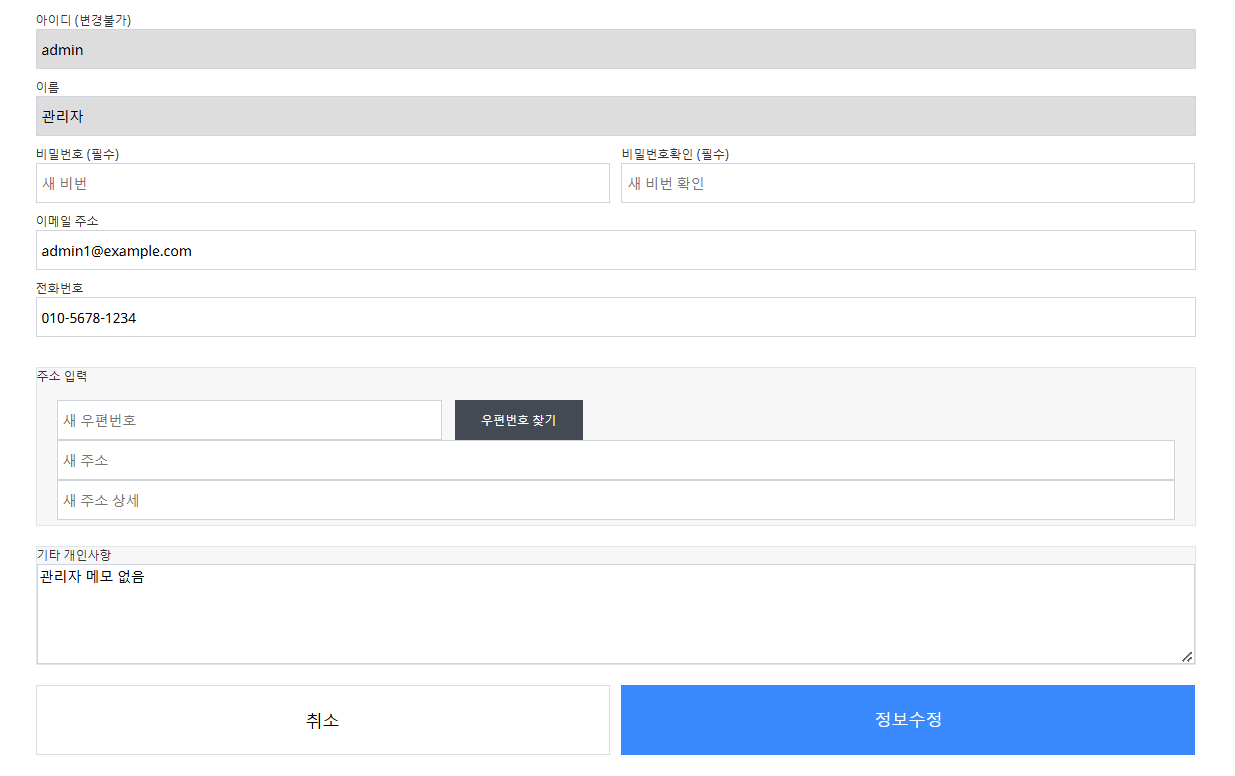 아이디 (변경불가)
admin
이름
관리자
비밀번호 (필수) 비밀번호확인 (필수)
새 비번 새 비번 확인
이메일 주소
admin1@example.com
전화번호
010-5678-1234
주소 입력
새 우편번호 우편번호 찾기
새 주소
새 주소 상세
기타 개인사항
관리자 메모 없음
취소 정보수정